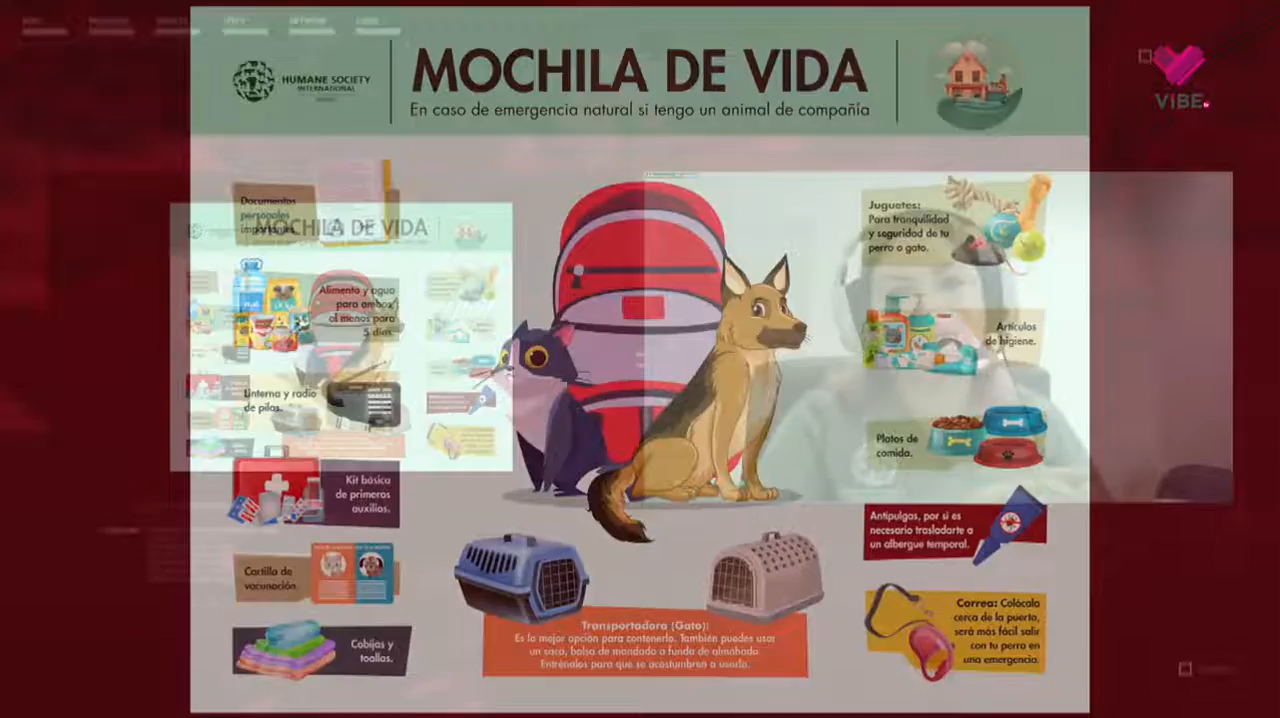 HUMANE SOCIETY
INTERNATIONAL
MOCHILA DE VIDA
En caso de emergencia natural si tengo un animal de compañía
VIBE
Documentos
personales
importantes
MOCHILA DE VIDA
Alimento y agua
para ambos,
al menos para
5 días.
Linterna y radio
de pilas.
Kit básico
de primeros
auxilios.
Cartilla de
vacunación.
Cobijas y
toallas.
Transportadora (Gato):
Es la mejor opción para contenerlo. También puedes usar
un saco, bolsa de mandado o funda de almohada.
Entrénalos para que se acostumbren a usarla.
Juguetes:
Para tranquilidad
y seguridad de tu
perro o gato.
Artículos
de higiene.
Platos de
comida.
Antipulgas, por si es
necesario trasladarte a
un albergue temporal.
Correa: Colócala
cerca de la puerta,
será más fácil salir
con tu perro en
una emergencia.